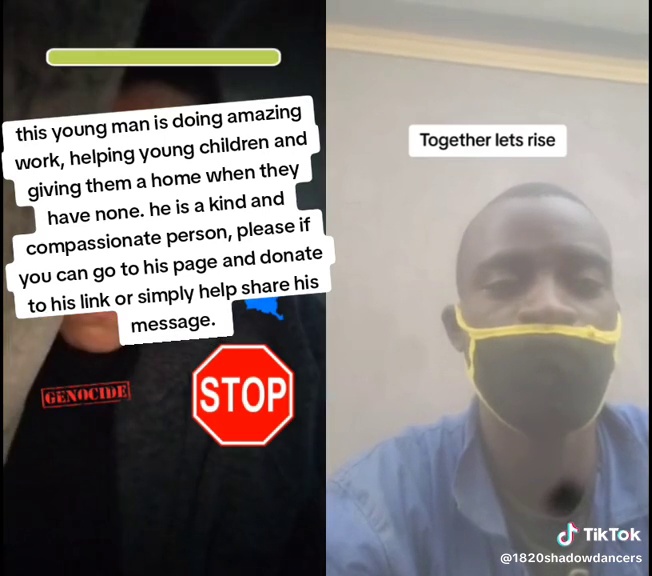 this young man is doing amazing
work, helping young children and
giving them a home when they
have none. he is a kind and
compassionate person, please if
you can go to his page and donate
to his link or simply help share his
message.
GENOCIDE
STOP
Together lets rise
TikTok
@1820shadowdancers